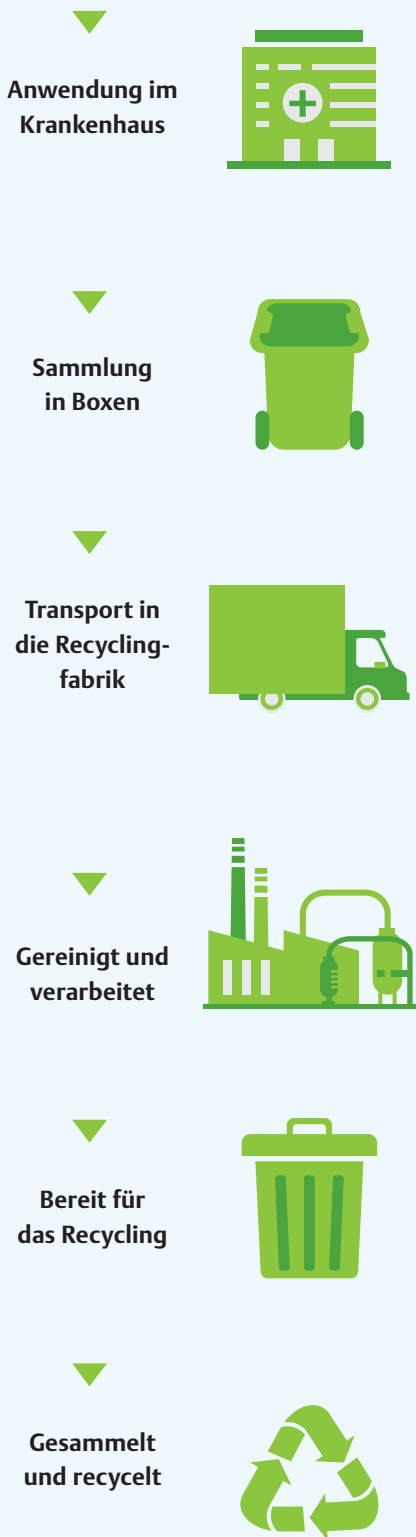 Anwendung im
Krankenhaus
Sammlung
in Boxen
Transport in
die Recycling-
fabrik
Gereinigt und
verarbeitet
Bereit für
das Recycling
Gesammelt
und recycelt